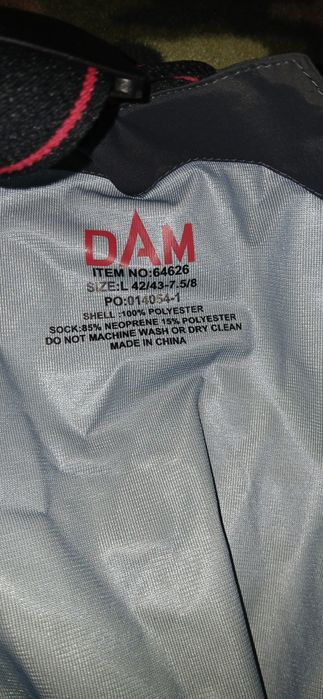 DAM
ITEM NO:64626
SIZE:L 42/43-7.5/8
PO:014054-1
SHELL :100% POLYESTER
SOCK:85% NEOPRENE 15% POLYESTER
DO NOT MACHINE WASH OR DRY CLEAN
MADE IN CHINA